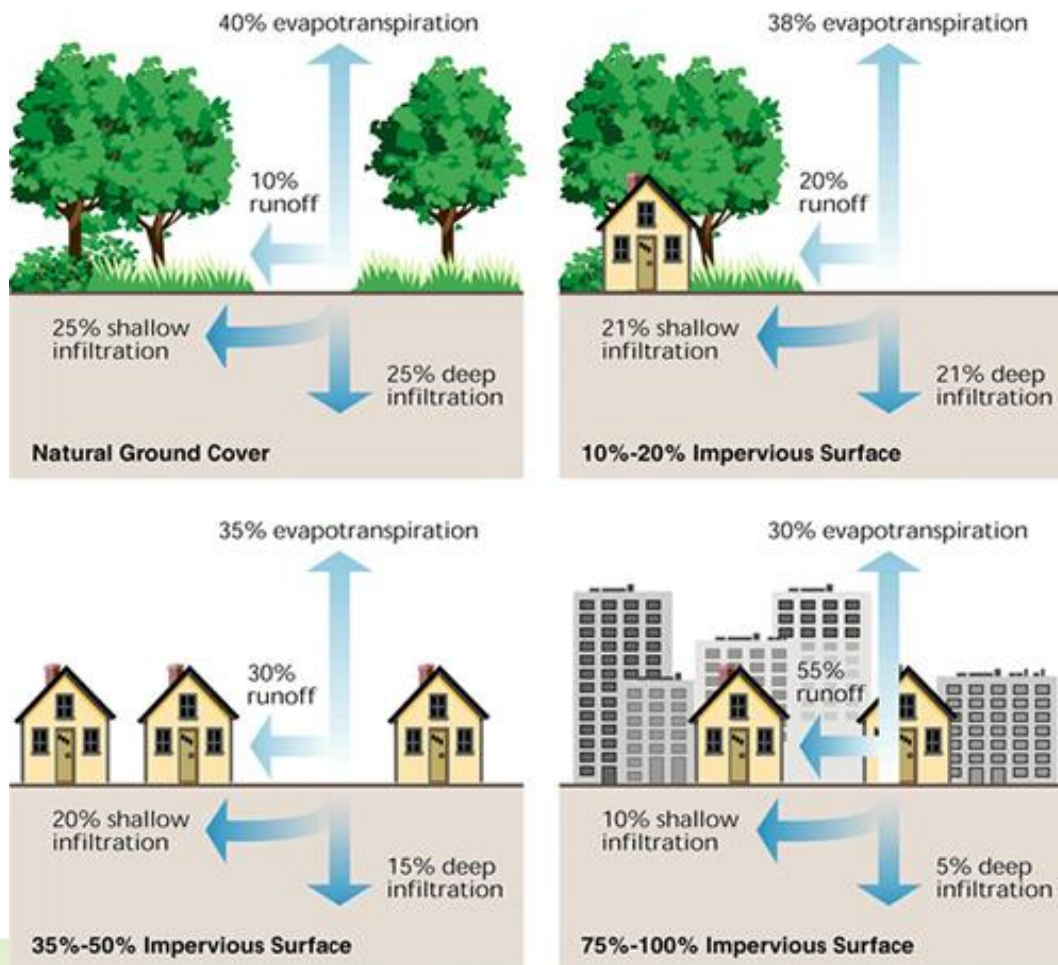 40% evapotranspiration
10%
runoff
25% shallow
infiltration
25% deep
infiltration
Natural Ground Cover
38% evapotranspiration
20%
runoff
21% shallow
infiltration
21% deep
infiltration
10%-20% Impervious Surface
35% evapotranspiration
30%
runoff
20% shallow
infiltration
15% deep
infiltration
35%-50% Impervious Surface
30% evapotranspiration
55%
runoff
10% shallow
infiltration
5% deep
infiltration
75%-100% Impervious Surface